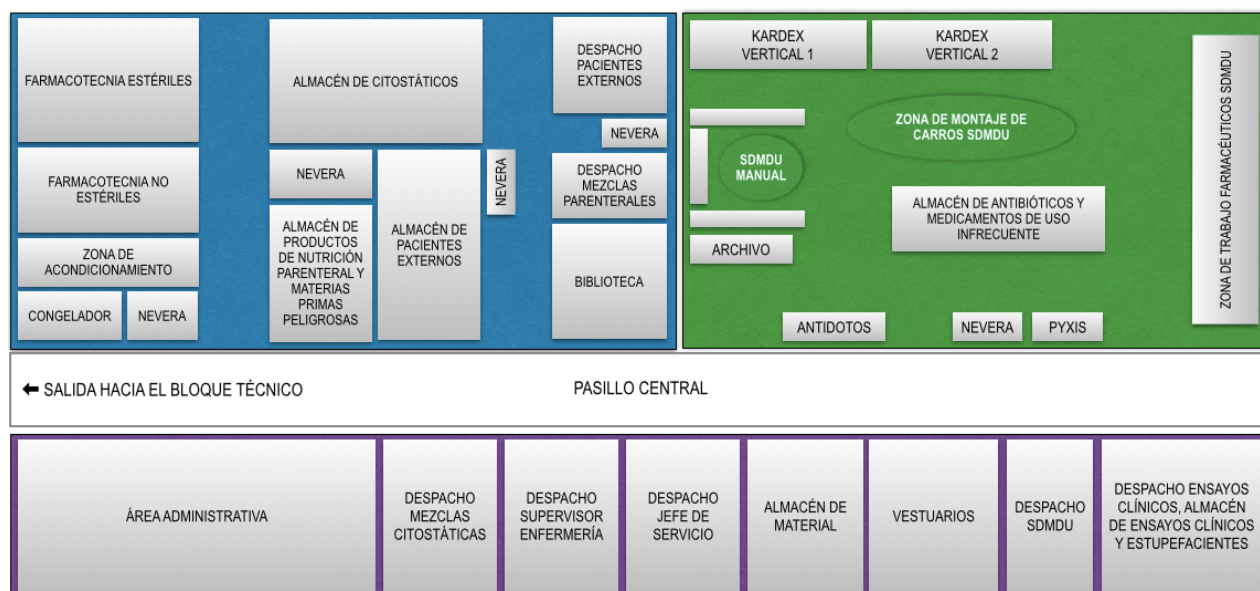 FARMACOTECNIA ESTÉRILES
ALMACÉN DE CITOSTÁTICOS
DESPACHO
PACIENTES
EXTERNOS
NEVERA
FARMACOTECNIA NO
ESTÉRILES
NEVERA
NEVERA
DESPACHO
MEZCLAS
PARENTERALES
ZONA DE
ACONDICIONAMIENTO
ALMACÉN DE
PRODUCTOS
DE NUTRICIÓN
PARENTERAL Y
MATERIAS
PRIMAS
PELIGROSAS
ALMACÉN DE
PACIENTES
EXTERNOS
BIBLIOTECA
CONGELADOR
NEVERA
KARDEX
VERTICAL 1
KARDEX
VERTICAL 2
ZONA DE MONTAJE DE
CARROS SDMDU
SDMDU
MANUAL
ALMACÉN DE ANTIBIÓTICOS Y
MEDICAMENTOS DE USO
INFRECUENTE
ARCHIVO
ANTIDOTOS
NEVERA
PYXIS
ZONA DE TRABAJO FARMACÉUTICOS SDMDU
SALIDA HACIA EL BLOQUE TÉCNICO
PASILLO CENTRAL
ÁREA ADMINISTRATIVA
DESPACHO
MEZCLAS
CITOSTÁTICAS
DESPACHO
SUPERVISOR
ENFERMERÍA
DESPACHO
JEFE DE
SERVICIO
ALMACÉN DE
MATERIAL
VESTUARIOS
DESPACHO
SDMDU
DESPACHO ENSAYOS
CLÍNICOS, ALMACÉN
DE ENSAYOS CLÍNICOS
Y ESTUPEFACIENTES